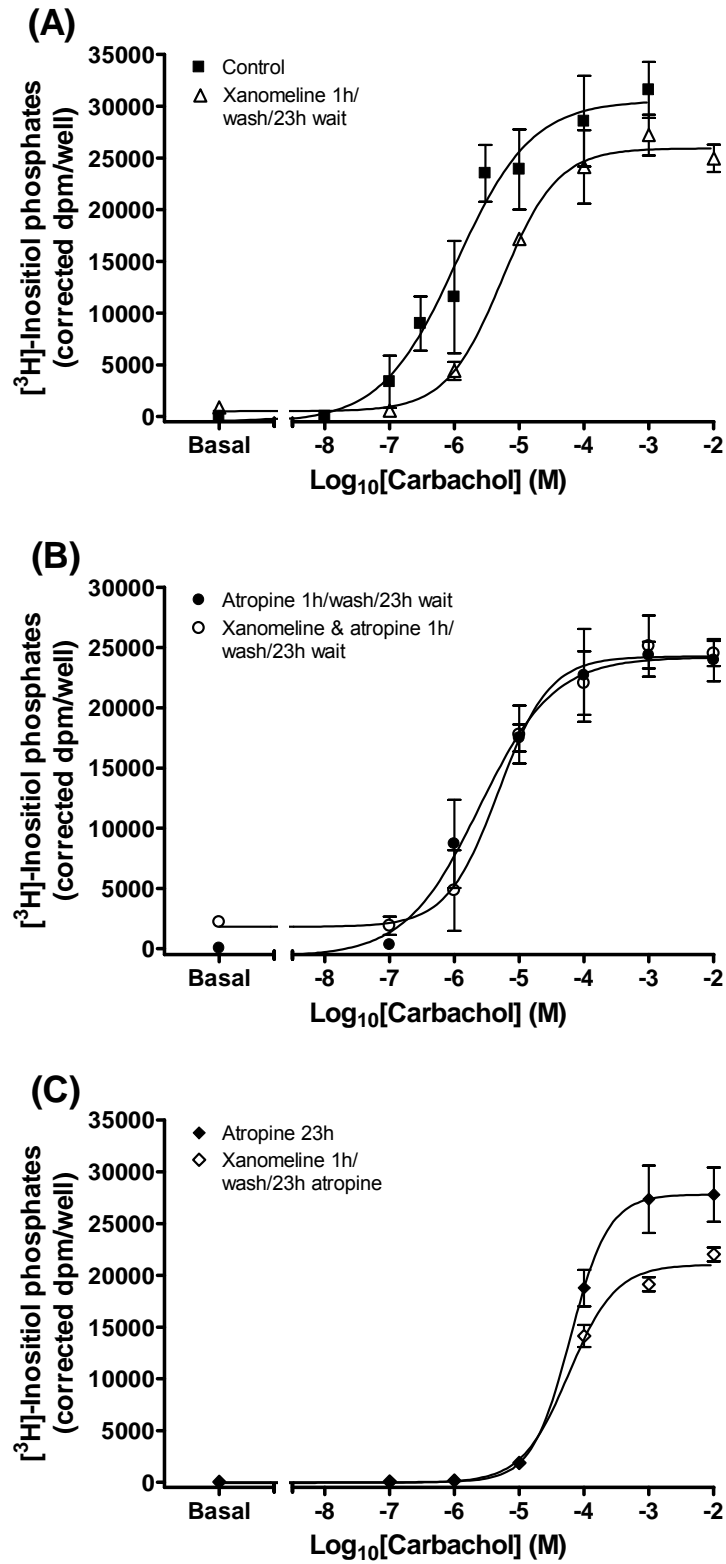 (A)
35000
30000
25000
20000
15000
10000
5000
0
[³H]-Inositiol phosphates
(corrected dpm/well)
Control
Xanomeline 1h/
wash/23h wait
Basal -8 -7 -6 -5 -4 -3 -2
Log₁₀[Carbachol] (M)
(B)
30000
25000
20000
15000
10000
5000
0
[³H]-Inositiol phosphates
(corrected dpm/well)
Atropine 1h/wash/23h wait
Xanomeline & atropine 1h/
wash/23h wait
Basal -8 -7 -6 -5 -4 -3 -2
Log₁₀[Carbachol] (M)
(C)
35000
30000
25000
20000
15000
10000
5000
0
[³H]-Inositiol phosphates
(corrected dpm/well)
Atropine 23h
Xanomeline 1h/
wash/23h atropine
Basal -8 -7 -6 -5 -4 -3 -2
Log₁₀[Carbachol] (M)